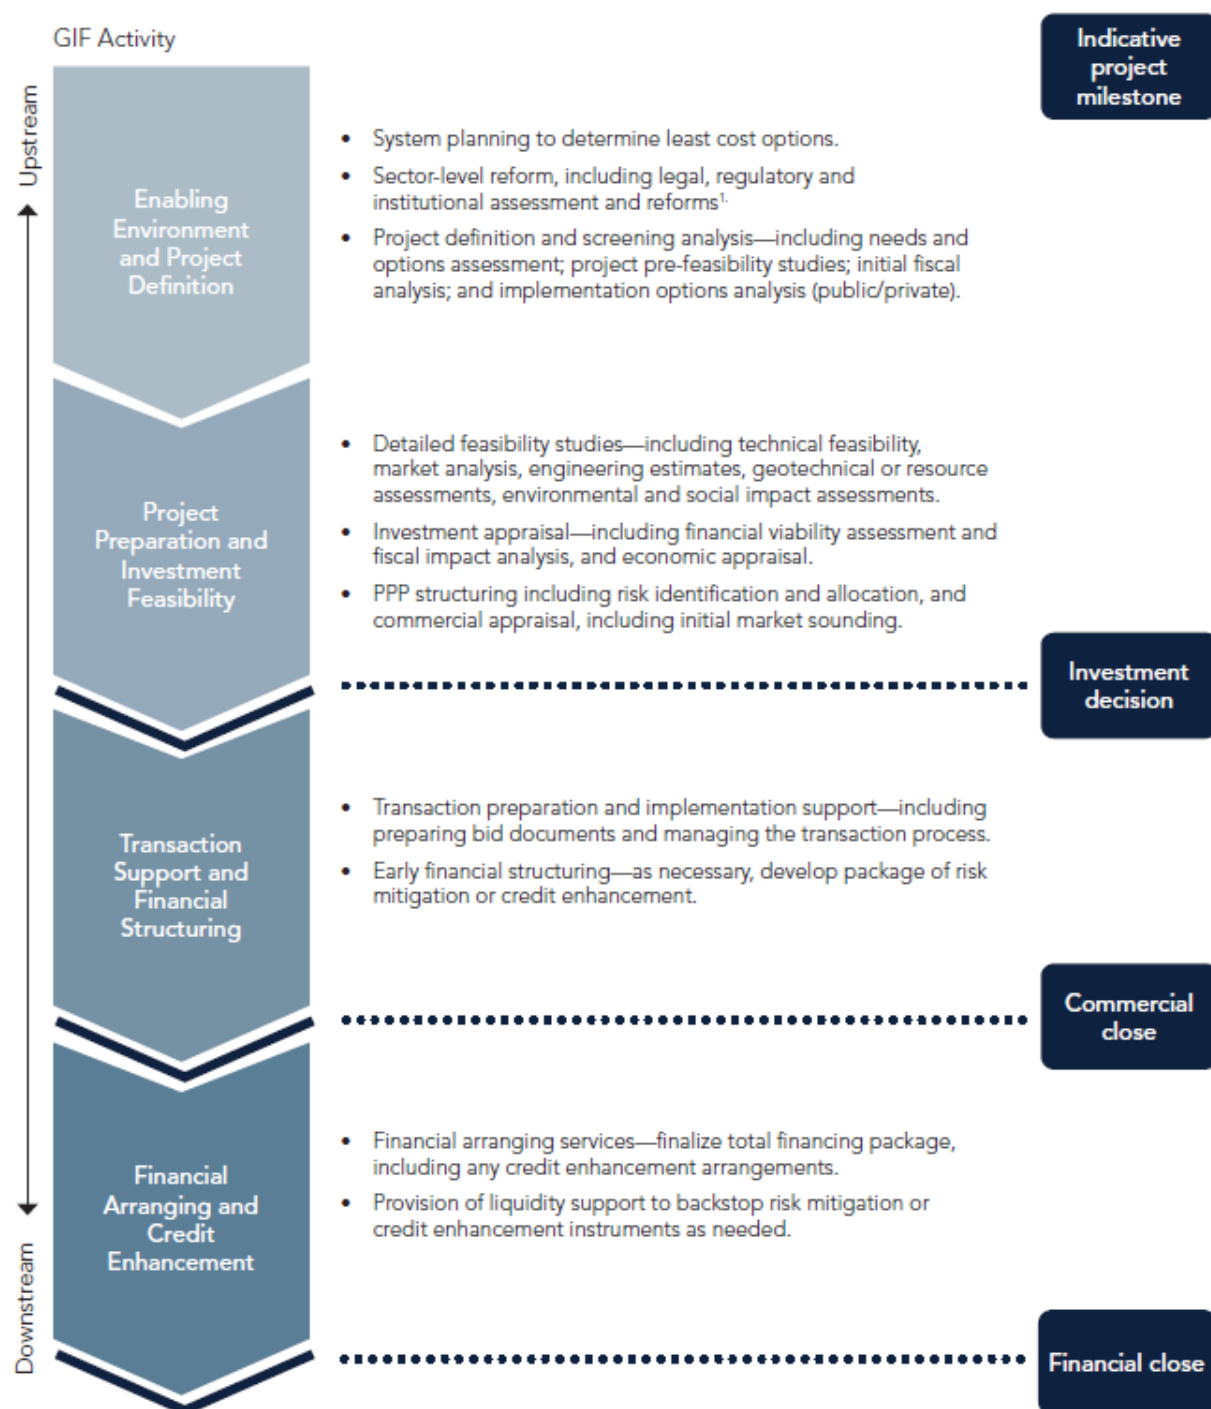 GIF Activity
Indicative
project
milestone
Upstream
Enabling
Environment
and Project
Definition
• System planning to determine least cost options.
• Sector-level reform, including legal, regulatory and
institutional assessment and reforms1.
• Project definition and screening analysis—including needs and
options assessment; project pre-feasibility studies; initial fiscal
analysis; and implementation options analysis (public/private).
Project
Preparation and
Investment
Feasibility
• Detailed feasibility studies—including technical feasibility,
market analysis, engineering estimates, geotechnical or resource
assessments, environmental and social impact assessments.
• Investment appraisal—including financial viability assessment and
fiscal impact analysis, and economic appraisal.
• PPP structuring including risk identification and allocation, and
commercial appraisal, including initial market sounding.
Investment
decision
Transaction
Support and
Financial
Structuring
• Transaction preparation and implementation support—including
preparing bid documents and managing the transaction process.
• Early financial structuring—as necessary, develop package of risk
mitigation or credit enhancement.
Commercial
close
Financial
Arranging and
Credit
Enhancement
• Financial arranging services—finalize total financing package,
including any credit enhancement arrangements.
• Provision of liquidity support to backstop risk mitigation or
credit enhancement instruments as needed.
Downstream
Financial close